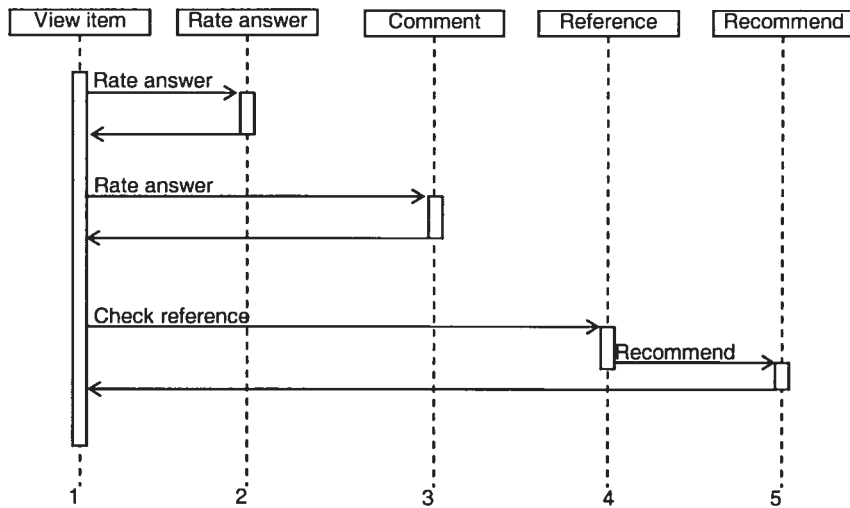 View item
Rate answer
Comment
Reference
Recommend
Rate answer
Rate answer
Check reference
Recommend
1
2
3
4
5